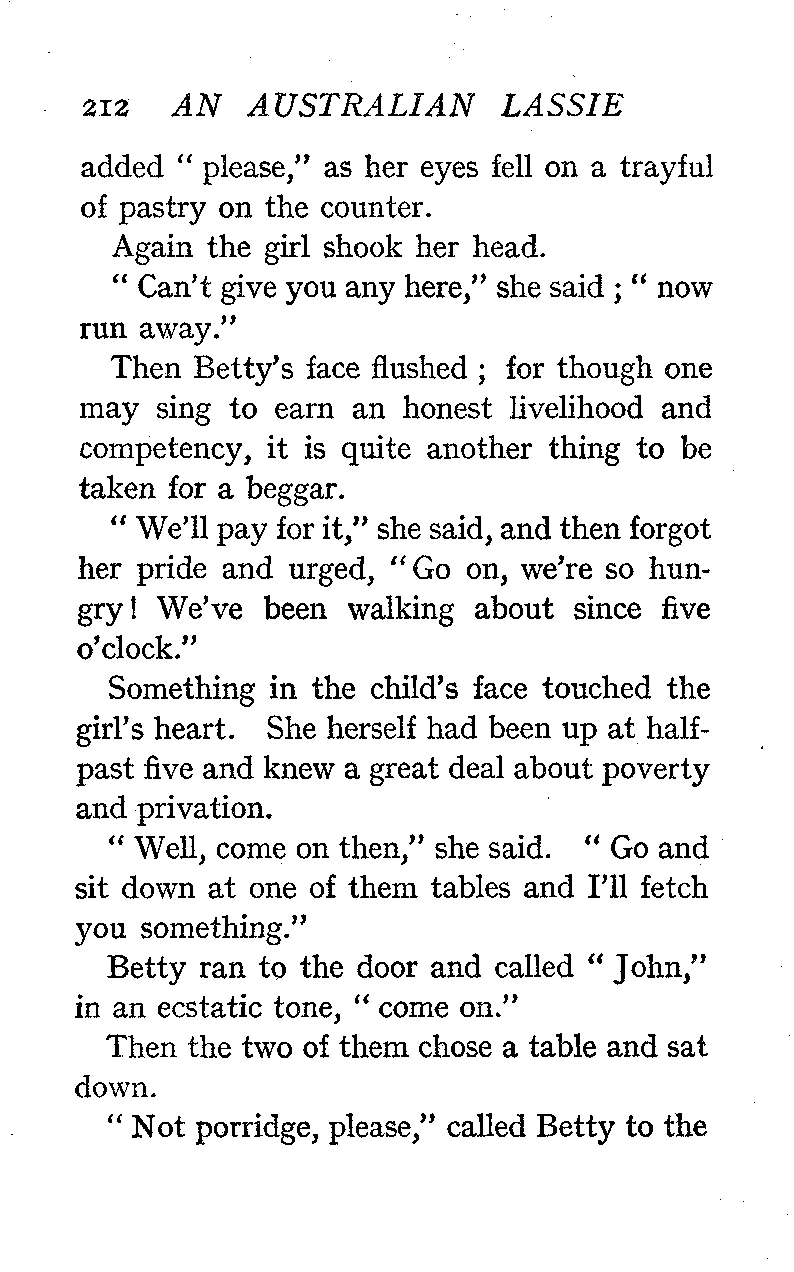 212 AN AUSTRALIAN LASSIE
added “ please,” as her eyes fell on a trayful
of pastry on the counter.
Again the girl shook her head.
“ Can’t give you any here,” she said ; “ now
run away.”
Then Betty’s face flushed ; for though one
may sing to earn an honest livelihood and
competency, it is quite another thing to be
taken for a beggar.
“ We’ll pay for it,” she said, and then forgot
her pride and urged, “Go on, we’re so hun-
gry! We’ve been walking about since five
o’clock.”
Something in the child’s face touched the
girl’s heart. She herself had been up at half-
past five and knew a great deal about poverty
and privation.
“ Well, come on then,” she said. “ Go and
sit down at one of them tables and I’ll fetch
you something.”
Betty ran to the door and called “ John,”
in an ecstatic tone, “ come on.”
Then the two of them chose a table and sat
down.
“ Not porridge, please,” called Betty to the